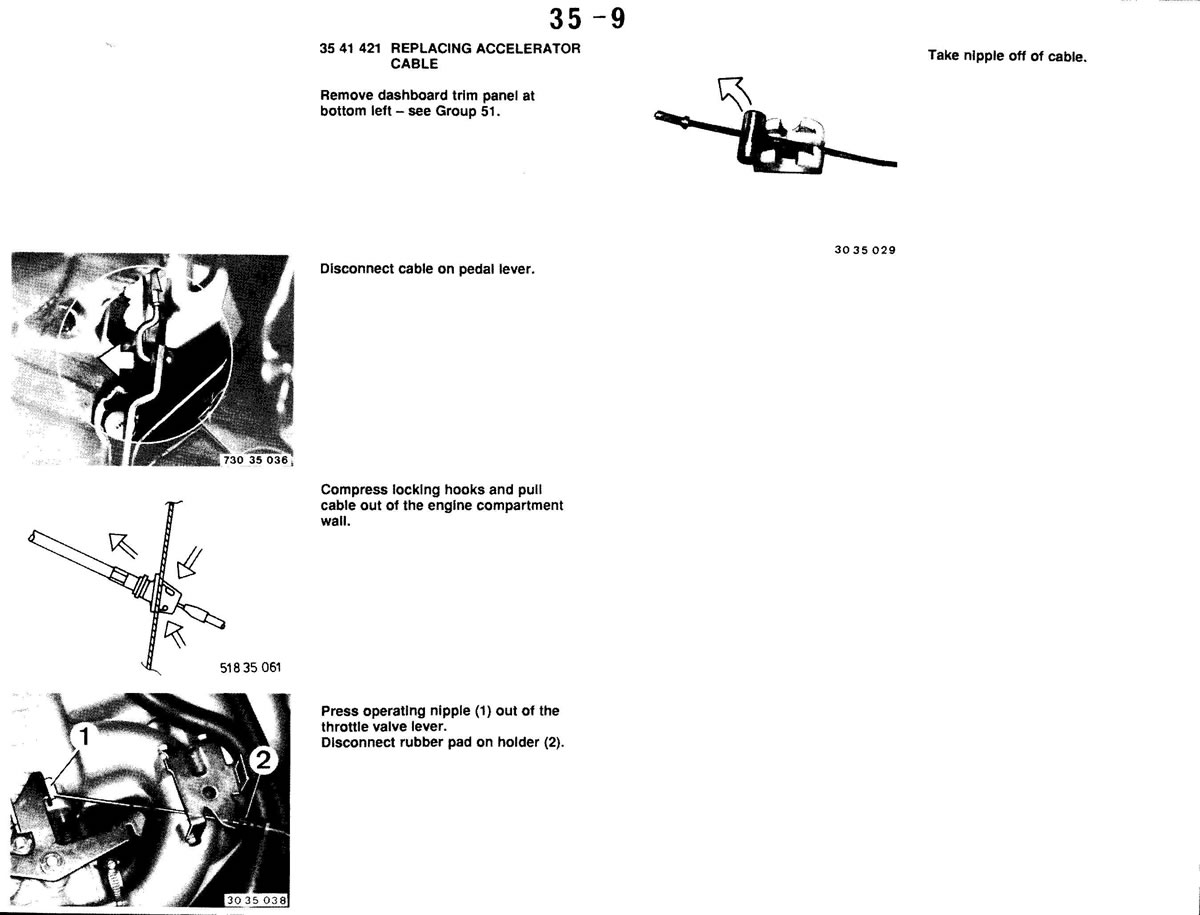 35 -9
35 41 421 REPLACING ACCELERATOR
CABLE
Remove dashboard trim panel at
bottom left – see Group 51.
730 35 036
Disconnect cable on pedal lever.
518 35 061
Compress locking hooks and pull
cable out of the engine compartment
wall.
1
2
30 35 038
Press operating nipple (1) out of the
throttle valve lever.
Disconnect rubber pad on holder (2).
30 35 029
Take nipple off of cable.